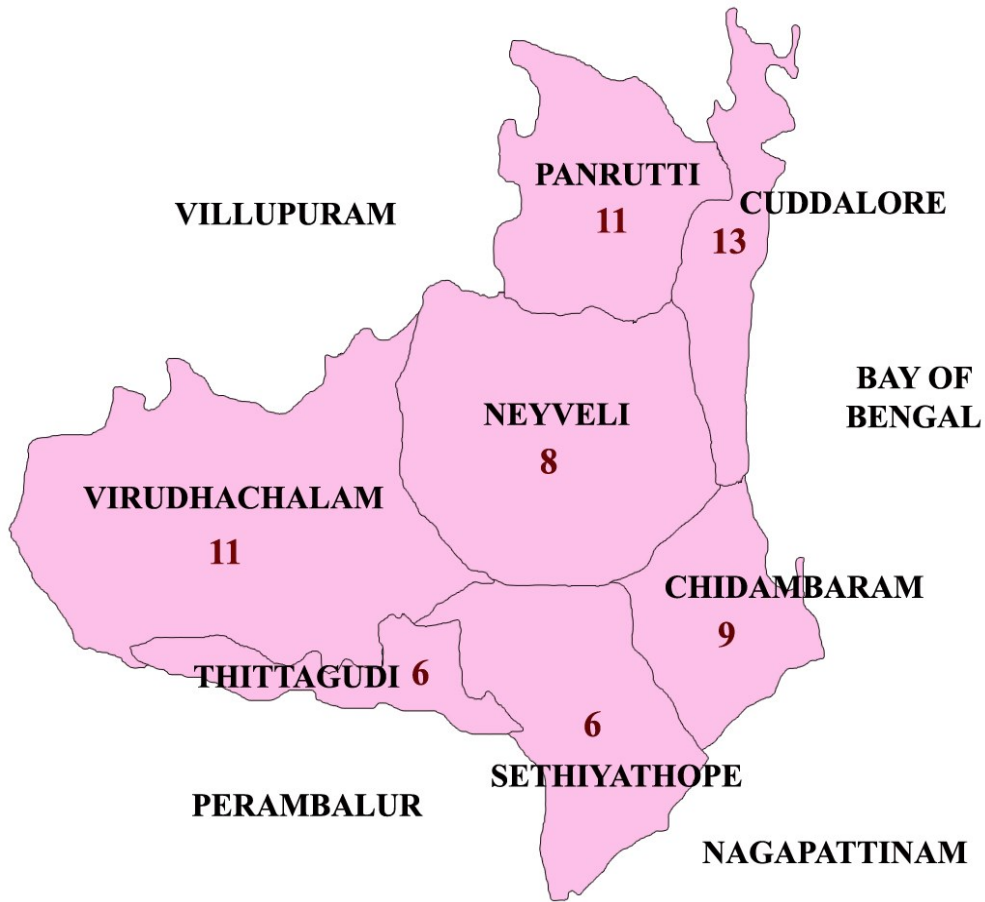 PANRUTTI
11
VILLUPURAM
CUDDALORE
13
BAY OF
BENGAL
NEYVELI
8
VIRUDHACHALAM
11
CHIDAMBARAM
9
THITTAGUDI 6
6
SETHIYATHOPE
PERAMBALUR
NAGAPATTINAM